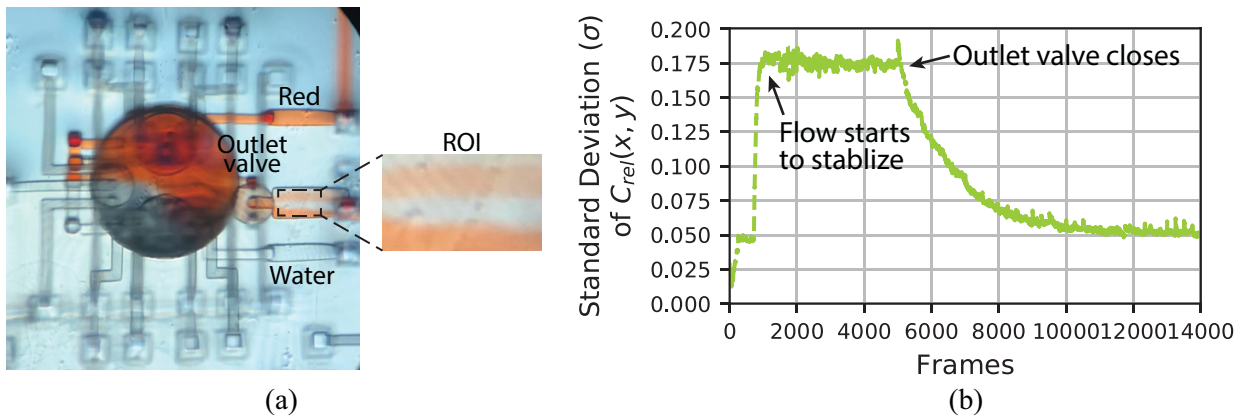 (a)
Red
Outlet
valve
Water
ROI
(b)
Standard Deviation (σ)
of C_rel(x, y)
0.200
0.175
0.150
0.125
0.100
0.075
0.050
0.025
0.000
Outlet valve closes
Flow starts
to stablize
0 2000 4000 6000 8000 10000 12000 14000
Frames